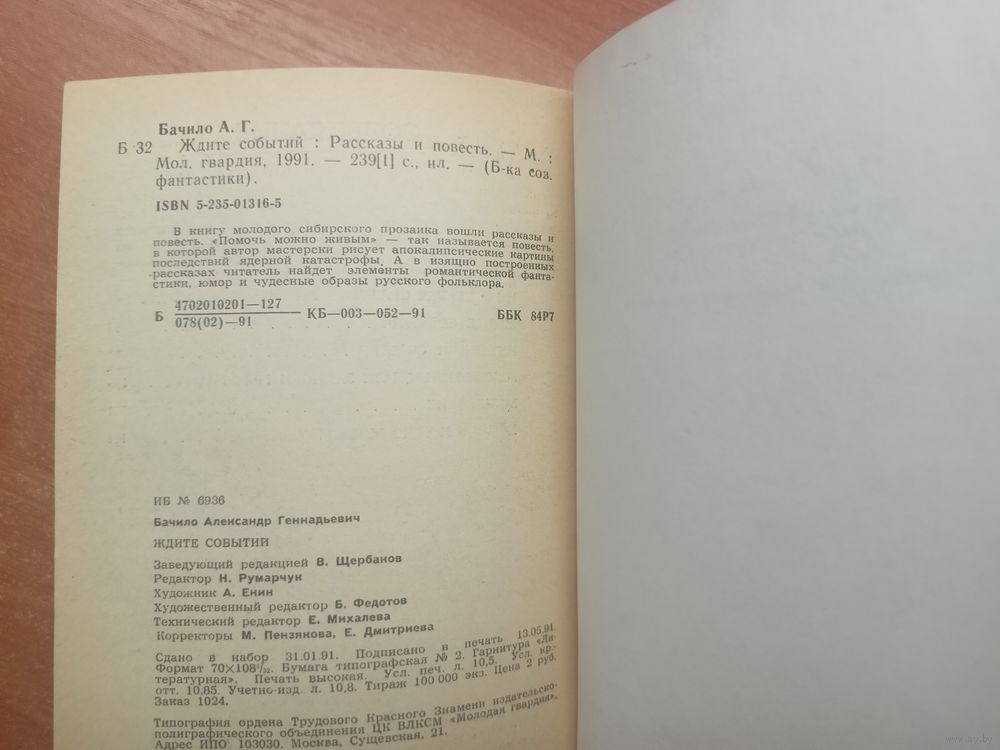 Бачило А. Г.
Б 32 Ждите событий : Рассказы и повесть. — М. :
Мол. гвардия, 1991. — 239[1] с., ил. — (Б-ка соз.
фантастики).
ISBN 5-235-01316-5
В книгу молодого сибирского прозаика вошли рассказы и
повесть. «Помочь можно живым» — так называется повесть,
в которой автор мастерски рисует апокалипсические картины
последствий ядерной катастрофы. А в изящно построенных
рассказах читатель найдет элементы романтической фанта-
стики, юмор и чудесные образы русского фольклора.
Б 4702010201—127
078(02)—91 КБ—003—052—91 ББК 84Р7
ИБ № 6936
Бачило Александр Геннадьевич
ЖДИТЕ СОБЫТИЙ
Заведующий редакцией В. Щербаков
Редактор Н. Румарчук
Художник А. Енин
Художественный редактор Б. Федотов
Технический редактор Е. Михалева
Корректоры М. Пензякова, Е. Дмитриева
Сдано в набор 31.01.91. Подписано в печать 13.05.91.
Формат 70×108¹/₃₂. Бумага типографская № 2. Гарнитура «Ли-
тературная». Печать высокая. Усл. печ. л. 10,5. Усл. кр.-
отт. 10,85. Учетно-изд. л. 10,8. Тираж 100 000 экз. Цена 2 руб.
Заказ 1024.
Типография ордена Трудового Красного Знамени издательско-
полиграфического объединения ЦК ВЛКСМ «Молодая гвардия».
Адрес ИПО 103030. Москва, Сущевская, 21.